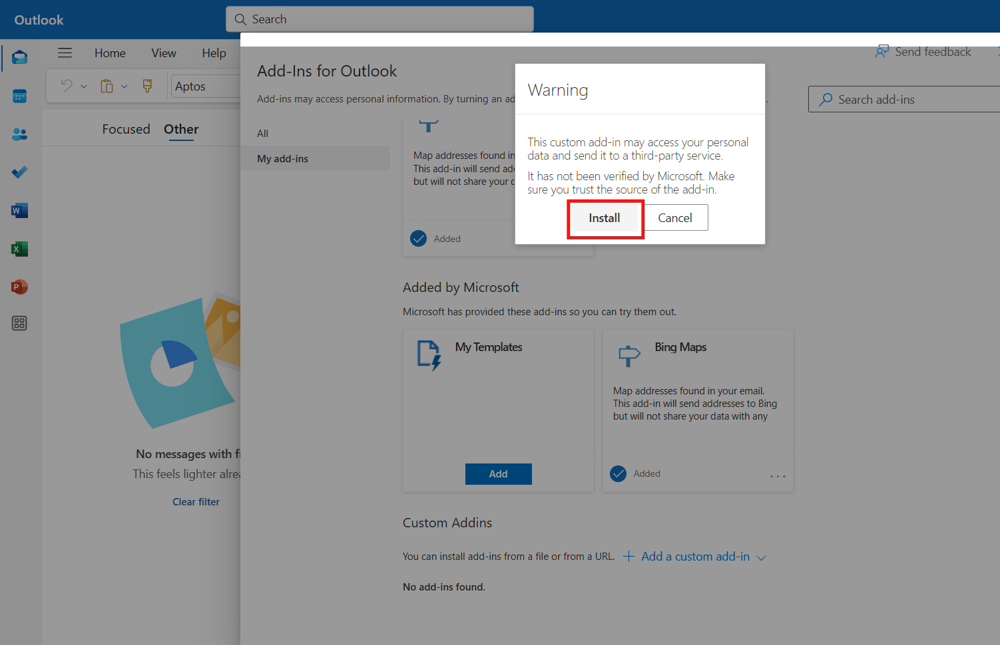 Outlook
Search
Home
View
Help
Send feedback
Aptos
Focused
Other
Add-Ins for Outlook
Add-ins may access personal information. By turning an ad
.
Search add-ins
All
My add-ins
Map addresses found in
This add-in will send ad
but will not share your
Added
Warning
This custom add-in may access your personal
data and send it to a third-party service.
It has not been verified by Microsoft. Make
sure you trust the source of the add-in.
Install
Cancel
Added by Microsoft
Microsoft has provided these add-ins so you can try them out.
My Templates
Add
Bing Maps
Map addresses found in your email.
This add-in will send addresses to Bing
but will not share your data with any
Added
...
No messages with fi
This feels lighter alrea
Clear filter
Custom Addins
You can install add-ins from a file or from a URL.
Add a custom add-in
No add-ins found.
W
X
P